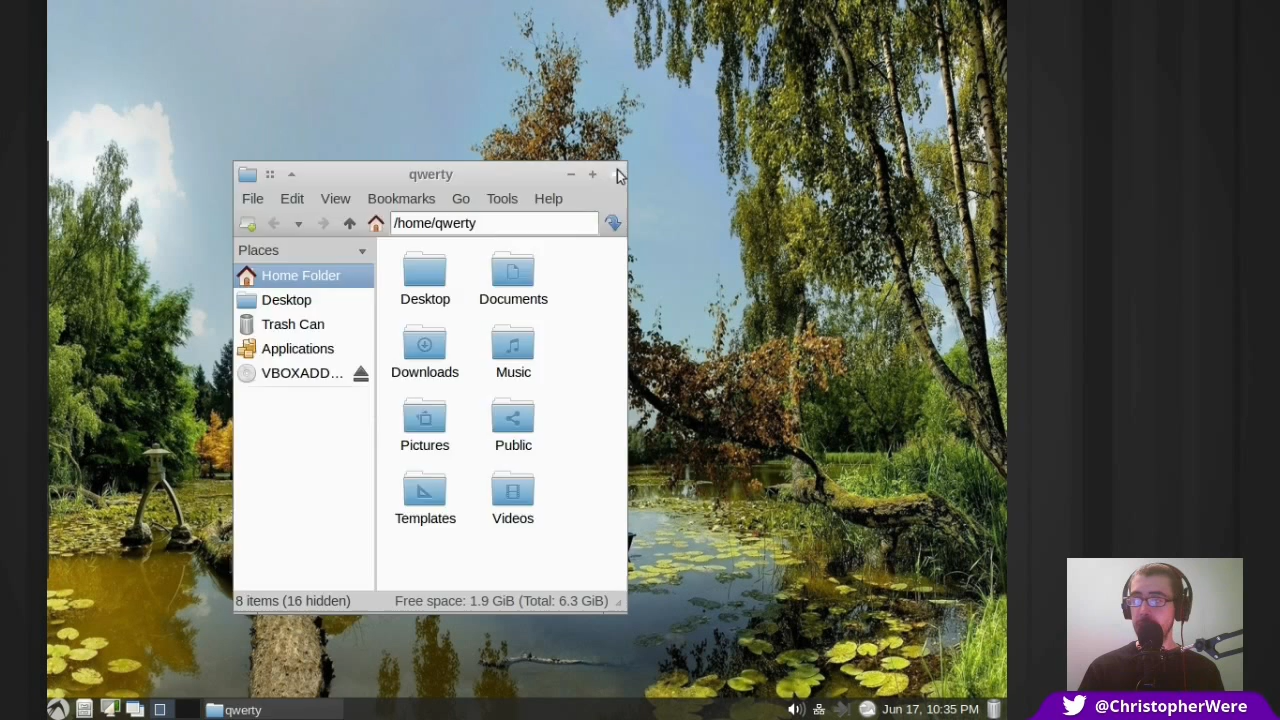 qwerty
File Edit View Bookmarks Go Tools Help
/home/qwerty
Places
Home Folder
Desktop
Trash Can
Applications
VBOXADD...
Desktop Documents
Downloads Music
Pictures Public
Templates Videos
8 items (16 hidden) Free space: 1.9 GiB (Total: 6.3 GiB)
qwerty
Jun 17, 10:35 PM
@ChristopherWere